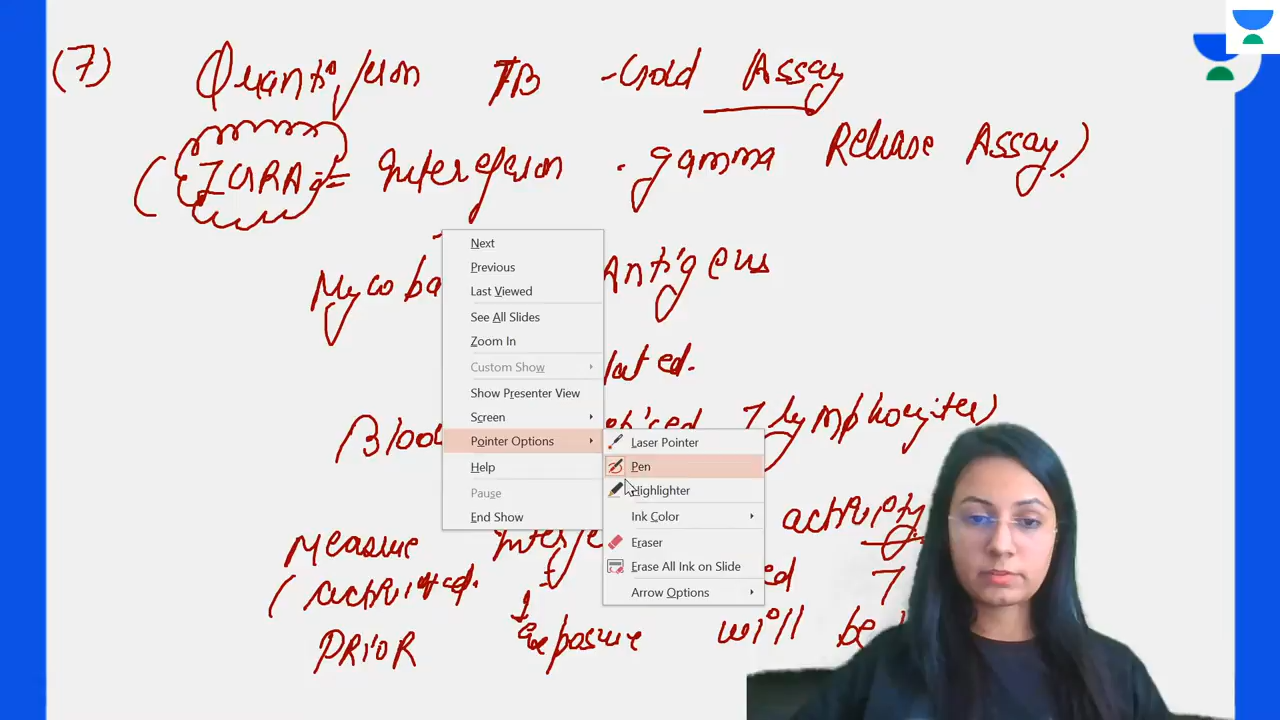 (7) Quantiferon TB -Gold Assay
(IGRA = Intereferon - gamma Release Assay)
Antigens
lated.
Blood T lymphocytes)
Measure activity
(activated. T
PRIOR exposure will be
Next
Previous
Last Viewed
See All Slides
Zoom In
Custom Show
Show Presenter View
Screen
Pointer Options
Help
Pause
End Show
Laser Pointer
Pen
Highlighter
Ink Color
Eraser
Erase All Ink on Slide
Arrow Options